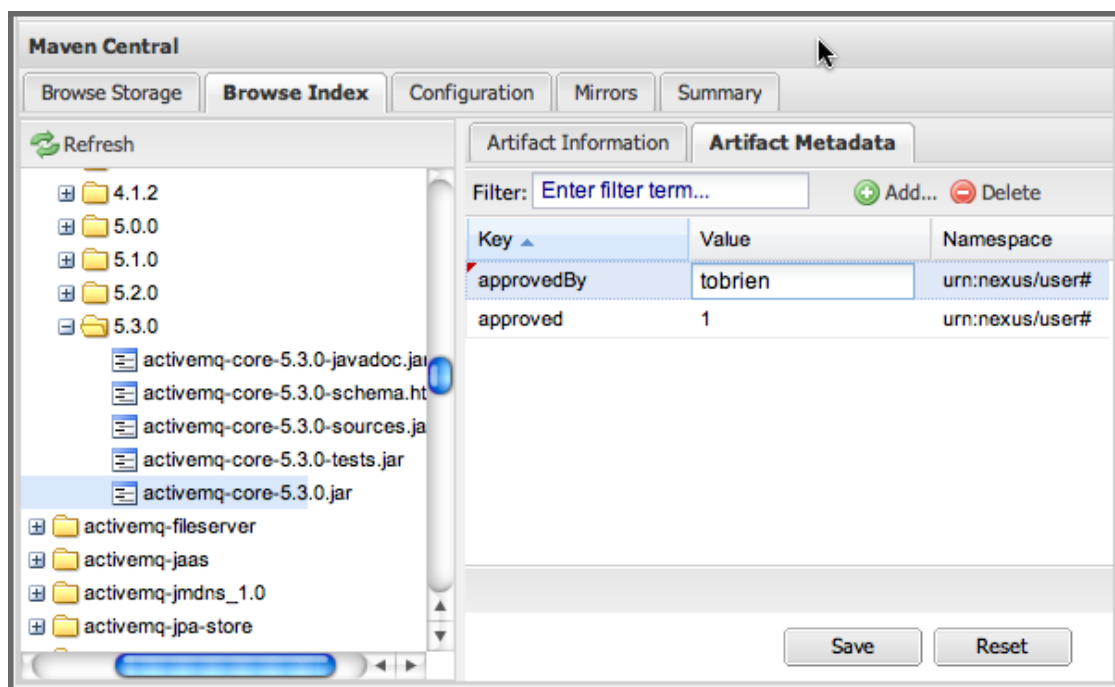 Maven Central
Browse Storage Browse Index Configuration Mirrors Summary
Refresh
4.1.2
5.0.0
5.1.0
5.2.0
5.3.0
activemq-core-5.3.0-javadoc.jar
activemq-core-5.3.0-schema.ht
activemq-core-5.3.0-sources.ja
activemq-core-5.3.0-tests.jar
activemq-core-5.3.0.jar
activemq-fileserver
activemq-jaas
activemq-jmdns_1.0
activemq-jpa-store
Artifact Information Artifact Metadata
Filter: Enter filter term... Add... Delete
Key Value Namespace
approvedBy tobrien urn:nexus/user#
approved 1 urn:nexus/user#
Save Reset